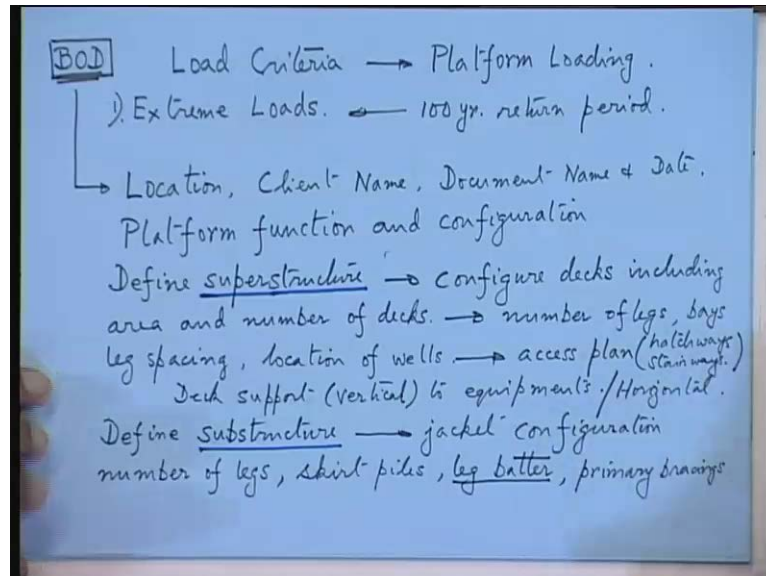 BOD Load Criteria → Platform Loading.
1). Extreme Loads. ← 100 yr. return period.
→ Location, Client Name, Document Name & Date.
Platform function and configuration
Define superstructure → configure decks including
area and number of decks. → number of legs, bays
leg spacing, location of wells → access plan (hatchways
stairways.)
Deck support (vertical) to equipments./Horizontal.
Define substructure → jacket configuration
number of legs, skirt piles, leg batter, primary bracings